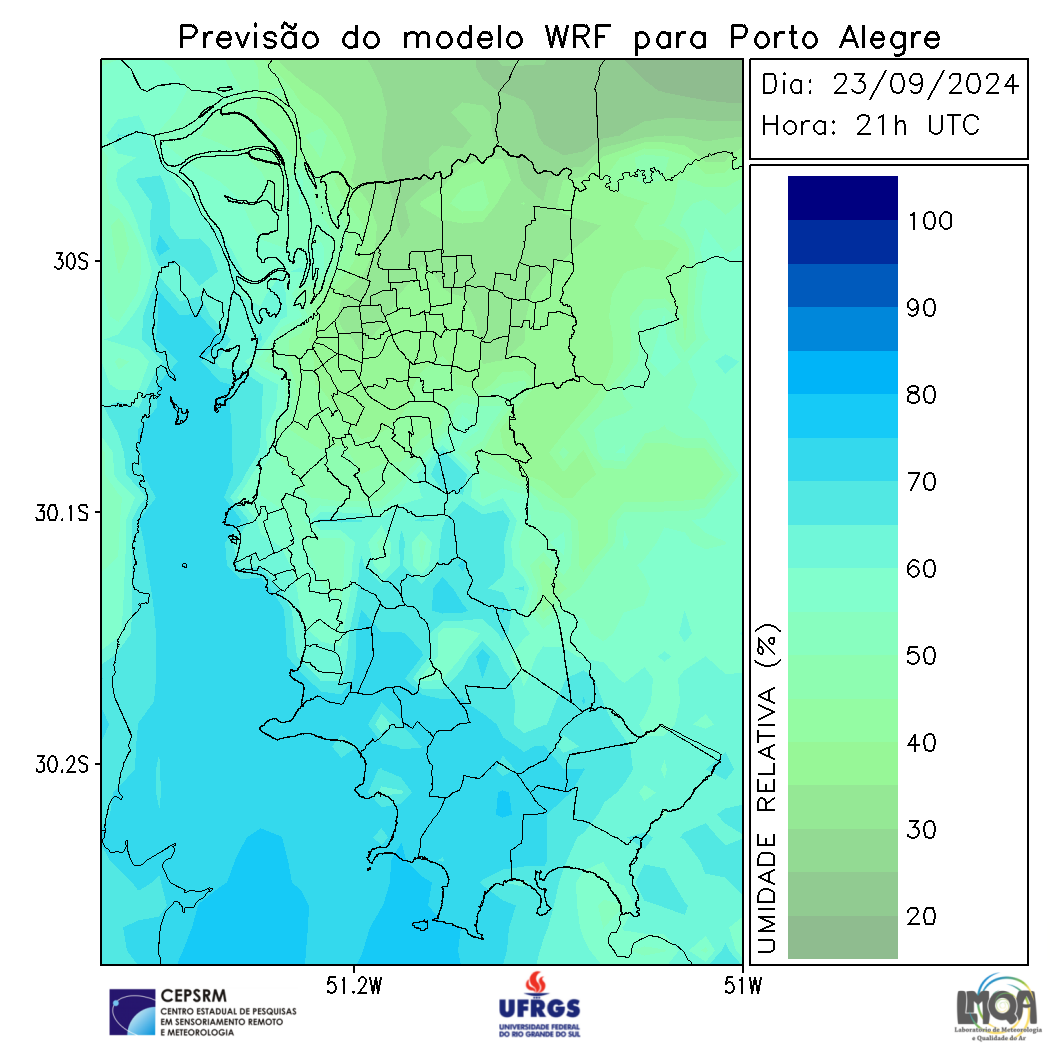 Previsão do modelo WRF para Porto Alegre
Dia: 23/09/2024
Hora: 21h UTC
30S
30.1S
30.2S
51.2W
51W
UMIDADE RELATIVA (%)
100
90
80
70
60
50
40
30
20
CEPSRM
CENTRO ESTADUAL DE PESQUISAS
EM SENSORIAMENTO REMOTO
E METEOROLOGIA
UFRGS
UNIVERSIDADE FEDERAL
DO RIO GRANDE DO SUL
LMQA
Laboratório de Meteorologia
e Qualidade do Ar